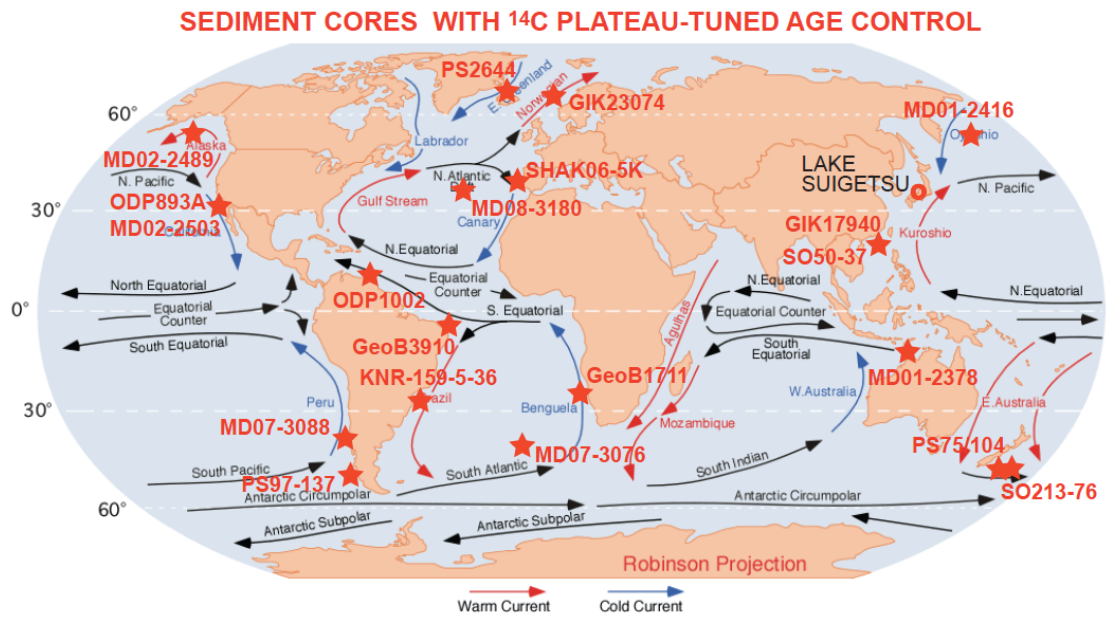 SEDIMENT CORES WITH ¹⁴C PLATEAU-TUNED AGE CONTROL
PS2644
E. Greenland
Norwegian
GIK23074
60°
MD01-2416
Labrador
Alaska
MD02-2489
N. Pacific
N. Atlantic
SHAK06-5K
LAKE
SUIGETSU
N. Pacific
ODP893A
Gulf Stream
MD08-3180
30°
MD02-2503
Canary
GIK17940
Kuroshio
SO50-37
N.Equatorial
North Equatorial
Equatorial
Counter
N.Equatorial
N.Equatorial
ODP1002
0°
Equatorial
Counter
S. Equatorial
Equatorial Counter
Agulhas
South Equatorial
GeoB3910
South
Equatorial
KNR-159-5-36
GeoB1711
MD01-2378
Peru
Benguela
W.Australia
E.Australia
30°
MD07-3088
Mozambique
MD07-3076
PS75/104
South Pacific
South Atlantic
South Indian
PS97-137
SO213-76
Antarctic Circumpolar
Antarctic Circumpolar
60°
Antarctic Subpolar
Antarctic Subpolar
Robinson Projection
Warm Current
Cold Current